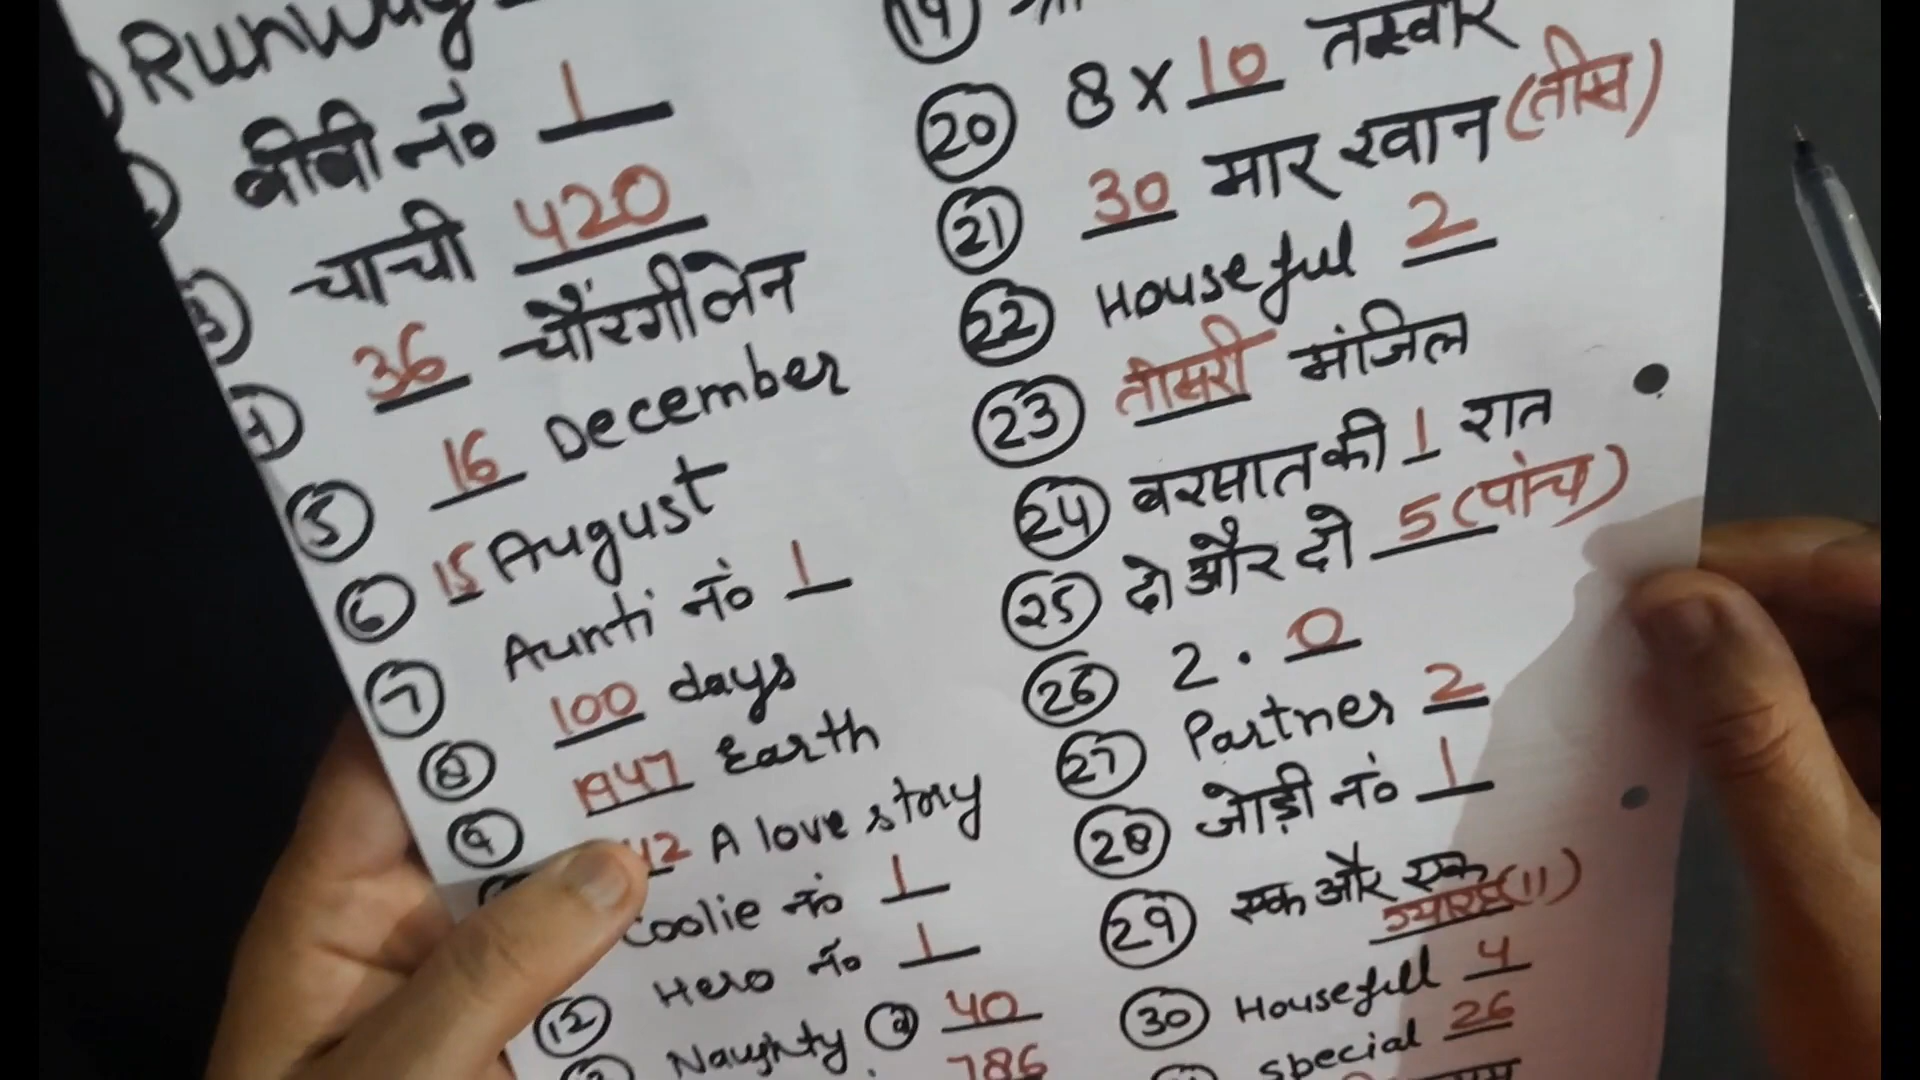 Runway
बीबी नं० 1
चाची 420
36 चौंरगीलेन
5 16 December
6 15 August
7 Aunti नं० 1
8 100 days
9 1947 Earth
42 A love story
Coolie नं० 1
12 Hero नं० 1
Naughty @ 40
786
19
20 8 x 10 तस्वीर
21 30 मार खान (तीस)
22 Houseful 2
23 तीसरी मंजिल
24 बरसात की 1 रात
25 दो और दो 5 (पांच)
26 2.0
27 Partner 2
28 जोड़ी नं० 1
29 एक और एक
ग्यारह (11)
30 Housefull 4
special 26